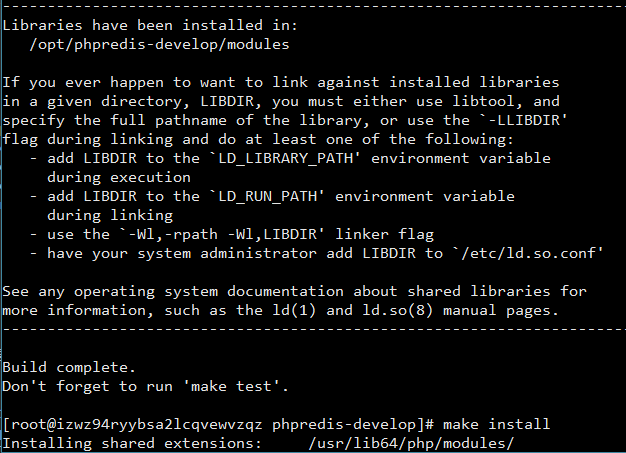 ----------------------------------------------------------------------
Libraries have been installed in:
   /opt/phpredis-develop/modules

If you ever happen to want to link against installed libraries
in a given directory, LIBDIR, you must either use libtool, and
specify the full pathname of the library, or use the `-LLIBDIR'
flag during linking and do at least one of the following:
   - add LIBDIR to the `LD_LIBRARY_PATH' environment variable
     during execution
   - add LIBDIR to the `LD_RUN_PATH' environment variable
     during linking
   - use the `-Wl,-rpath -Wl,LIBDIR' linker flag
   - have your system administrator add LIBDIR to `/etc/ld.so.conf'

See any operating system documentation about shared libraries for
more information, such as the ld(1) and ld.so(8) manual pages.
----------------------------------------------------------------------

Build complete.
Don't forget to run 'make test'.

[root@izwz94ryybsa2lcqvewvzqz phpredis-develop]# make install
Installing shared extensions:     /usr/lib64/php/modules/